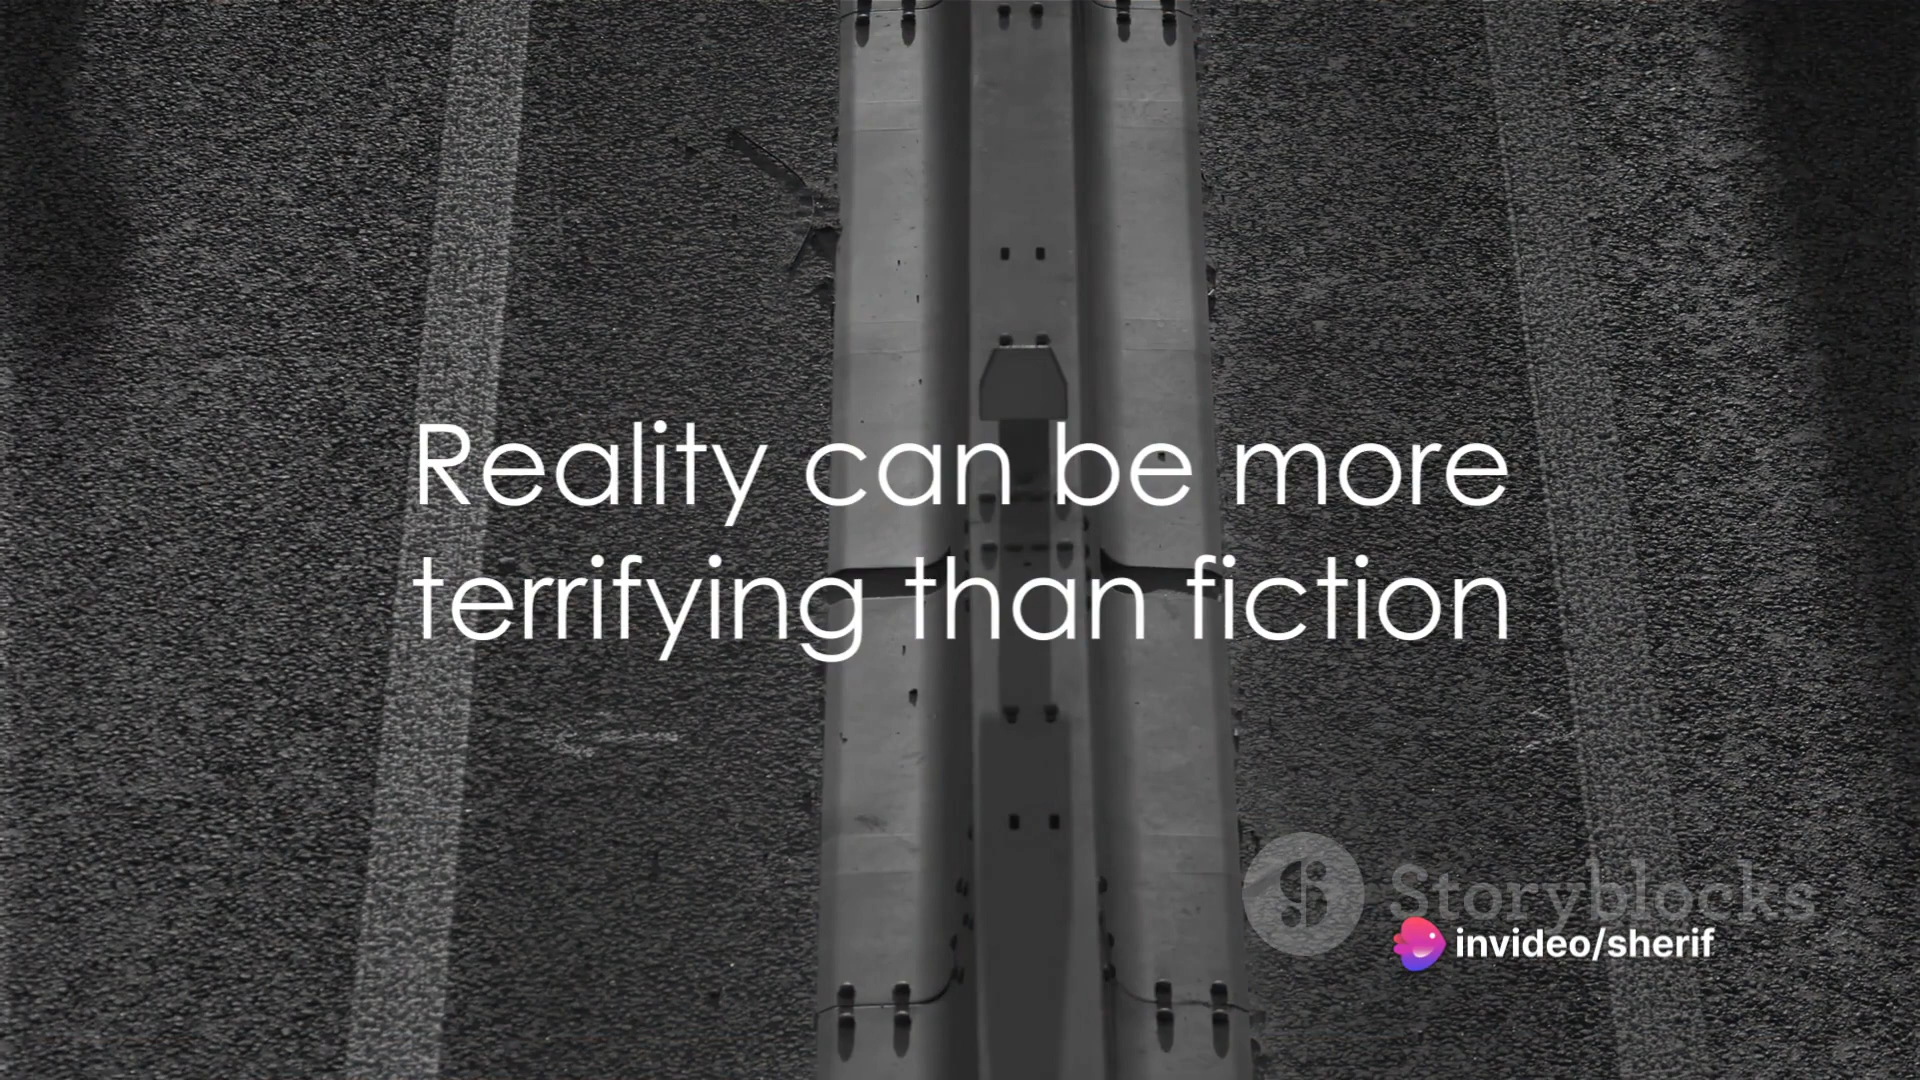 Reality can be more
terrifying than fiction
Storyblocks
invideo/sherif